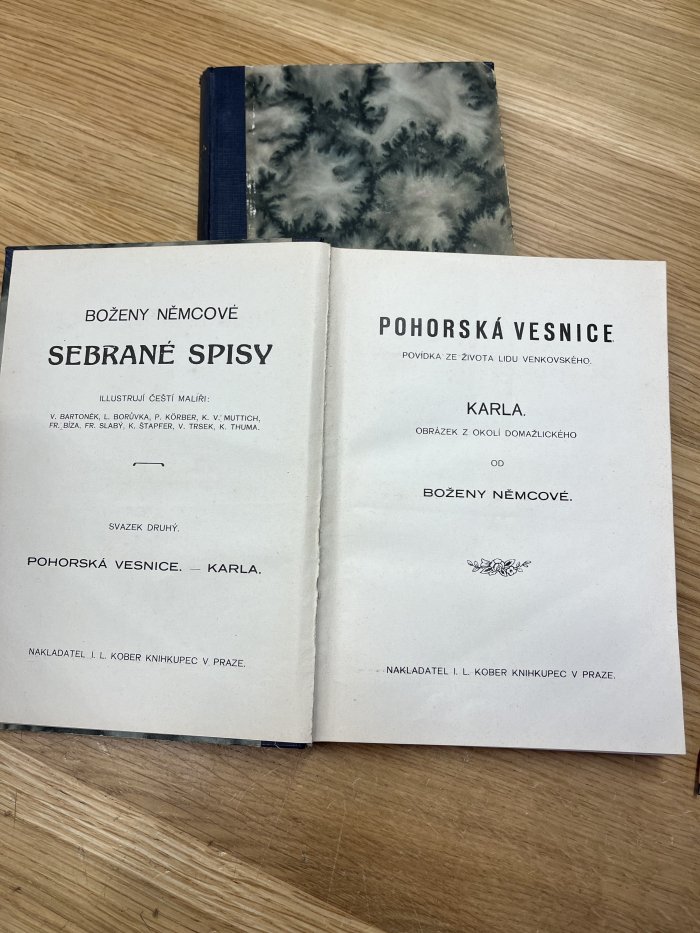 BOŽENY NĚMCOVÉ
SEBRANÉ SPISY
ILLUSTRUJÍ ČEŠTÍ MALIŘI:
V. BARTONĚK, L. BORŮVKA, P. KÖRBER, K. V. MUTTICH,
FR. BÍZA, FR. SLABÝ, K. ŠTAPFER, V. TRSEK, K. THUMA.
SVAZEK DRUHÝ.
POHORSKÁ VESNICE. — KARLA.
NAKLADATEL I. L. KOBER KNIHKUPEC V PRAZE.
POHORSKÁ VESNICE
POVÍDKA ZE ŽIVOTA LIDU VENKOVSKÉHO.
KARLA.
OBRÁZEK Z OKOLÍ DOMAŽLICKÉHO
OD
BOŽENY NĚMCOVÉ.
NAKLADATEL I. L. KOBER KNIHKUPEC V PRAZE.